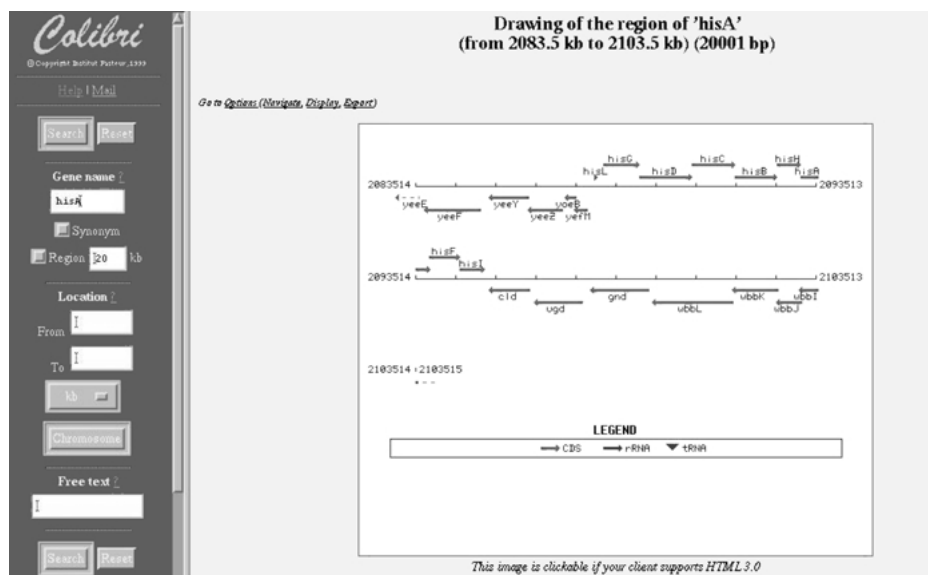 Colibri
© Copyright Institut Pasteur, 1999
Help | Mail
Search Reset
Gene name ?
hisA
Synonym
Region 20 kb
Location ?
From
To
kb
Chromosome
Free text ?
Search Reset
Drawing of the region of 'hisA'
(from 2083.5 kb to 2103.5 kb) (20001 bp)
Go to Options (Navigate, Display, Export)
hisG hisC hisH
hisL hisD hisB hisA
2083514 2093513
yeeE yeeY yoeB
yeeF yeeZ yefM
hisF
hisI
2093514 2103513
cld gnd wbbK wbbI
ugd wbbL wbbJ
2103514 2103515
LEGEND
CDS rRNA tRNA
This image is clickable if your client supports HTML 3.0